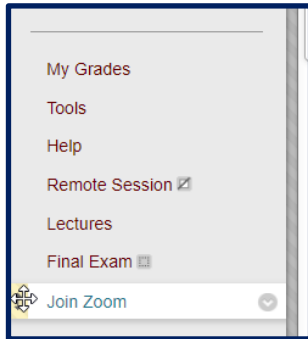 My Grades
Tools
Help
Remote Session
Lectures
Final Exam
Join Zoom